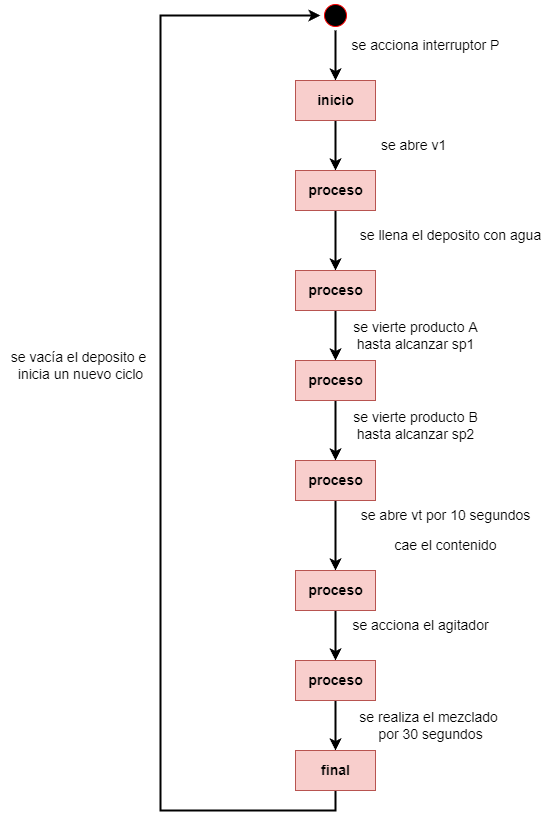 se acciona interruptor P
inicio
se abre v1
proceso
se llena el deposito con agua
proceso
se vierte producto A
hasta alcanzar sp1
se vacía el deposito e
inicia un nuevo ciclo
proceso
se vierte producto B
hasta alcanzar sp2
proceso
se abre vt por 10 segundos
cae el contenido
proceso
se acciona el agitador
proceso
se realiza el mezclado
por 30 segundos
final